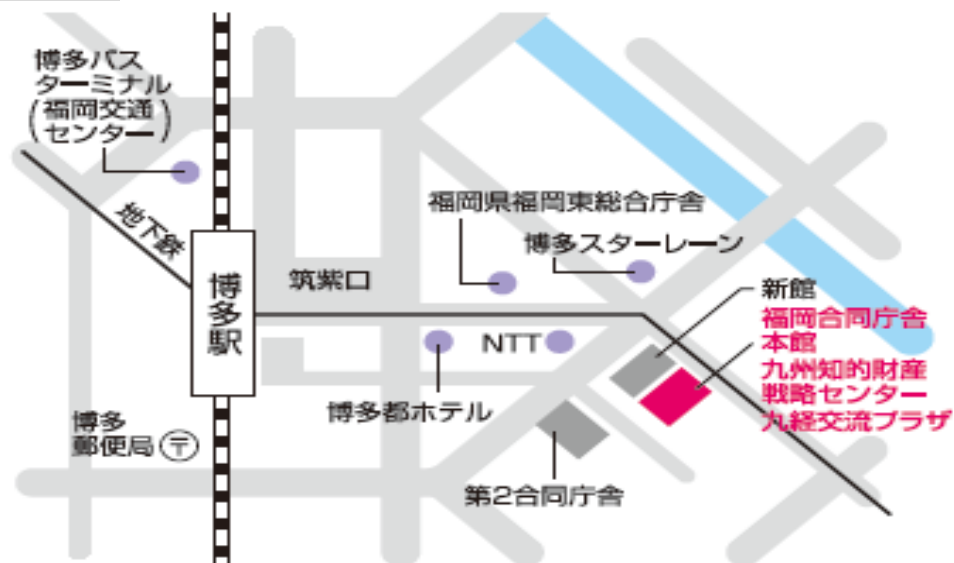 博多バス
ターミナル
(福岡交通
センター)
地下鉄
博多駅
筑紫口
福岡県福岡東総合庁舎
博多スターレーン
新館
福岡合同庁舎
本館
九州知的財産
戦略センター
九経交流プラザ
NTT
博多都ホテル
博多
郵便局〒
第2合同庁舎